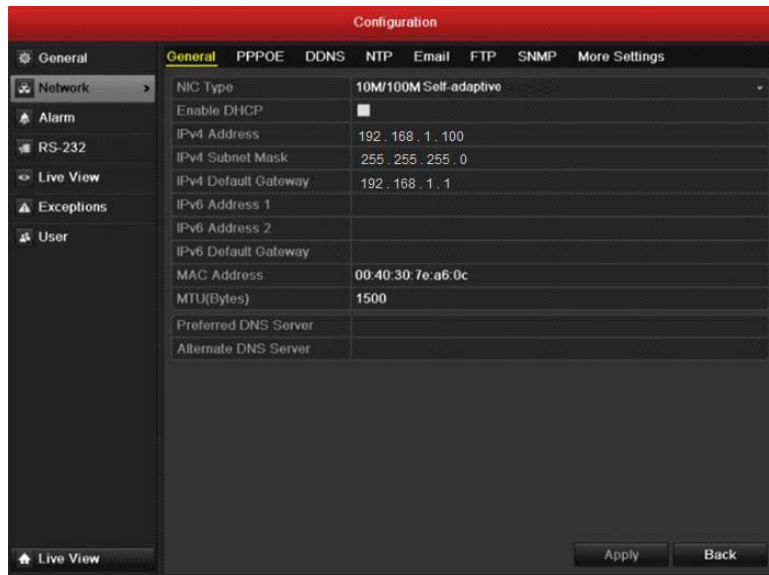 Configuration
General
Network
Alarm
RS-232
Live View
Exceptions
User
Live View
General PPPOE DDNS NTP Email FTP SNMP More Settings
NIC Type 10M/100M Self-adaptive
Enable DHCP
IPv4 Address 192 . 168 . 1 . 100
IPv4 Subnet Mask 255 . 255 . 255 . 0
IPv4 Default Gateway 192 . 168 . 1 . 1
IPv6 Address 1
IPv6 Address 2
IPv6 Default Gateway
MAC Address 00:40:30:7e:a6:0c
MTU(Bytes) 1500
Preferred DNS Server
Alternate DNS Server
Apply Back